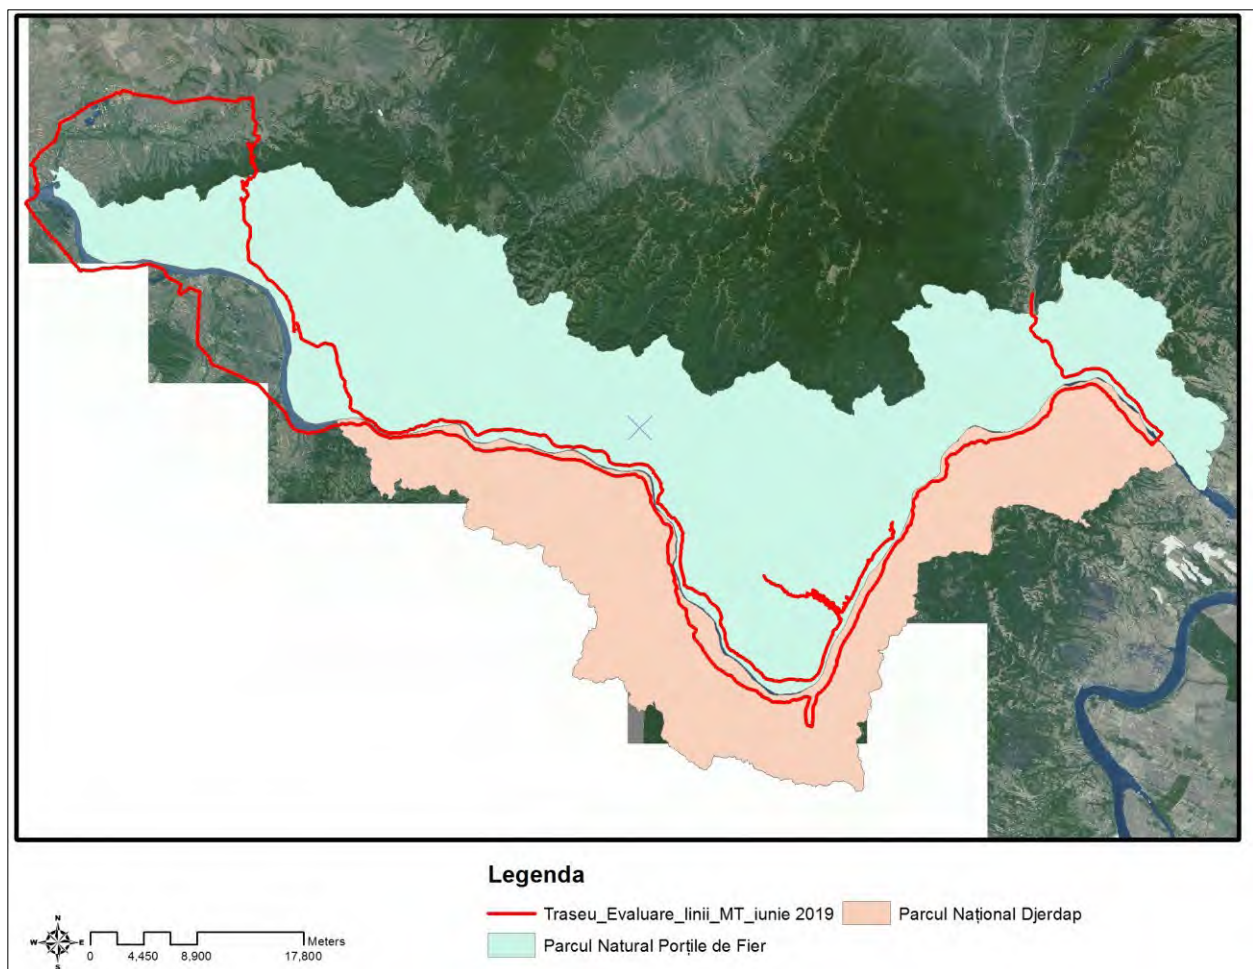 Legenda
Traseu_Evaluare_linii_MT_iunie 2019
Parcul Național Djerdap
Parcul Natural Porțile de Fier
N
W
E
S
Meters
0
4,450
8,900
17,800